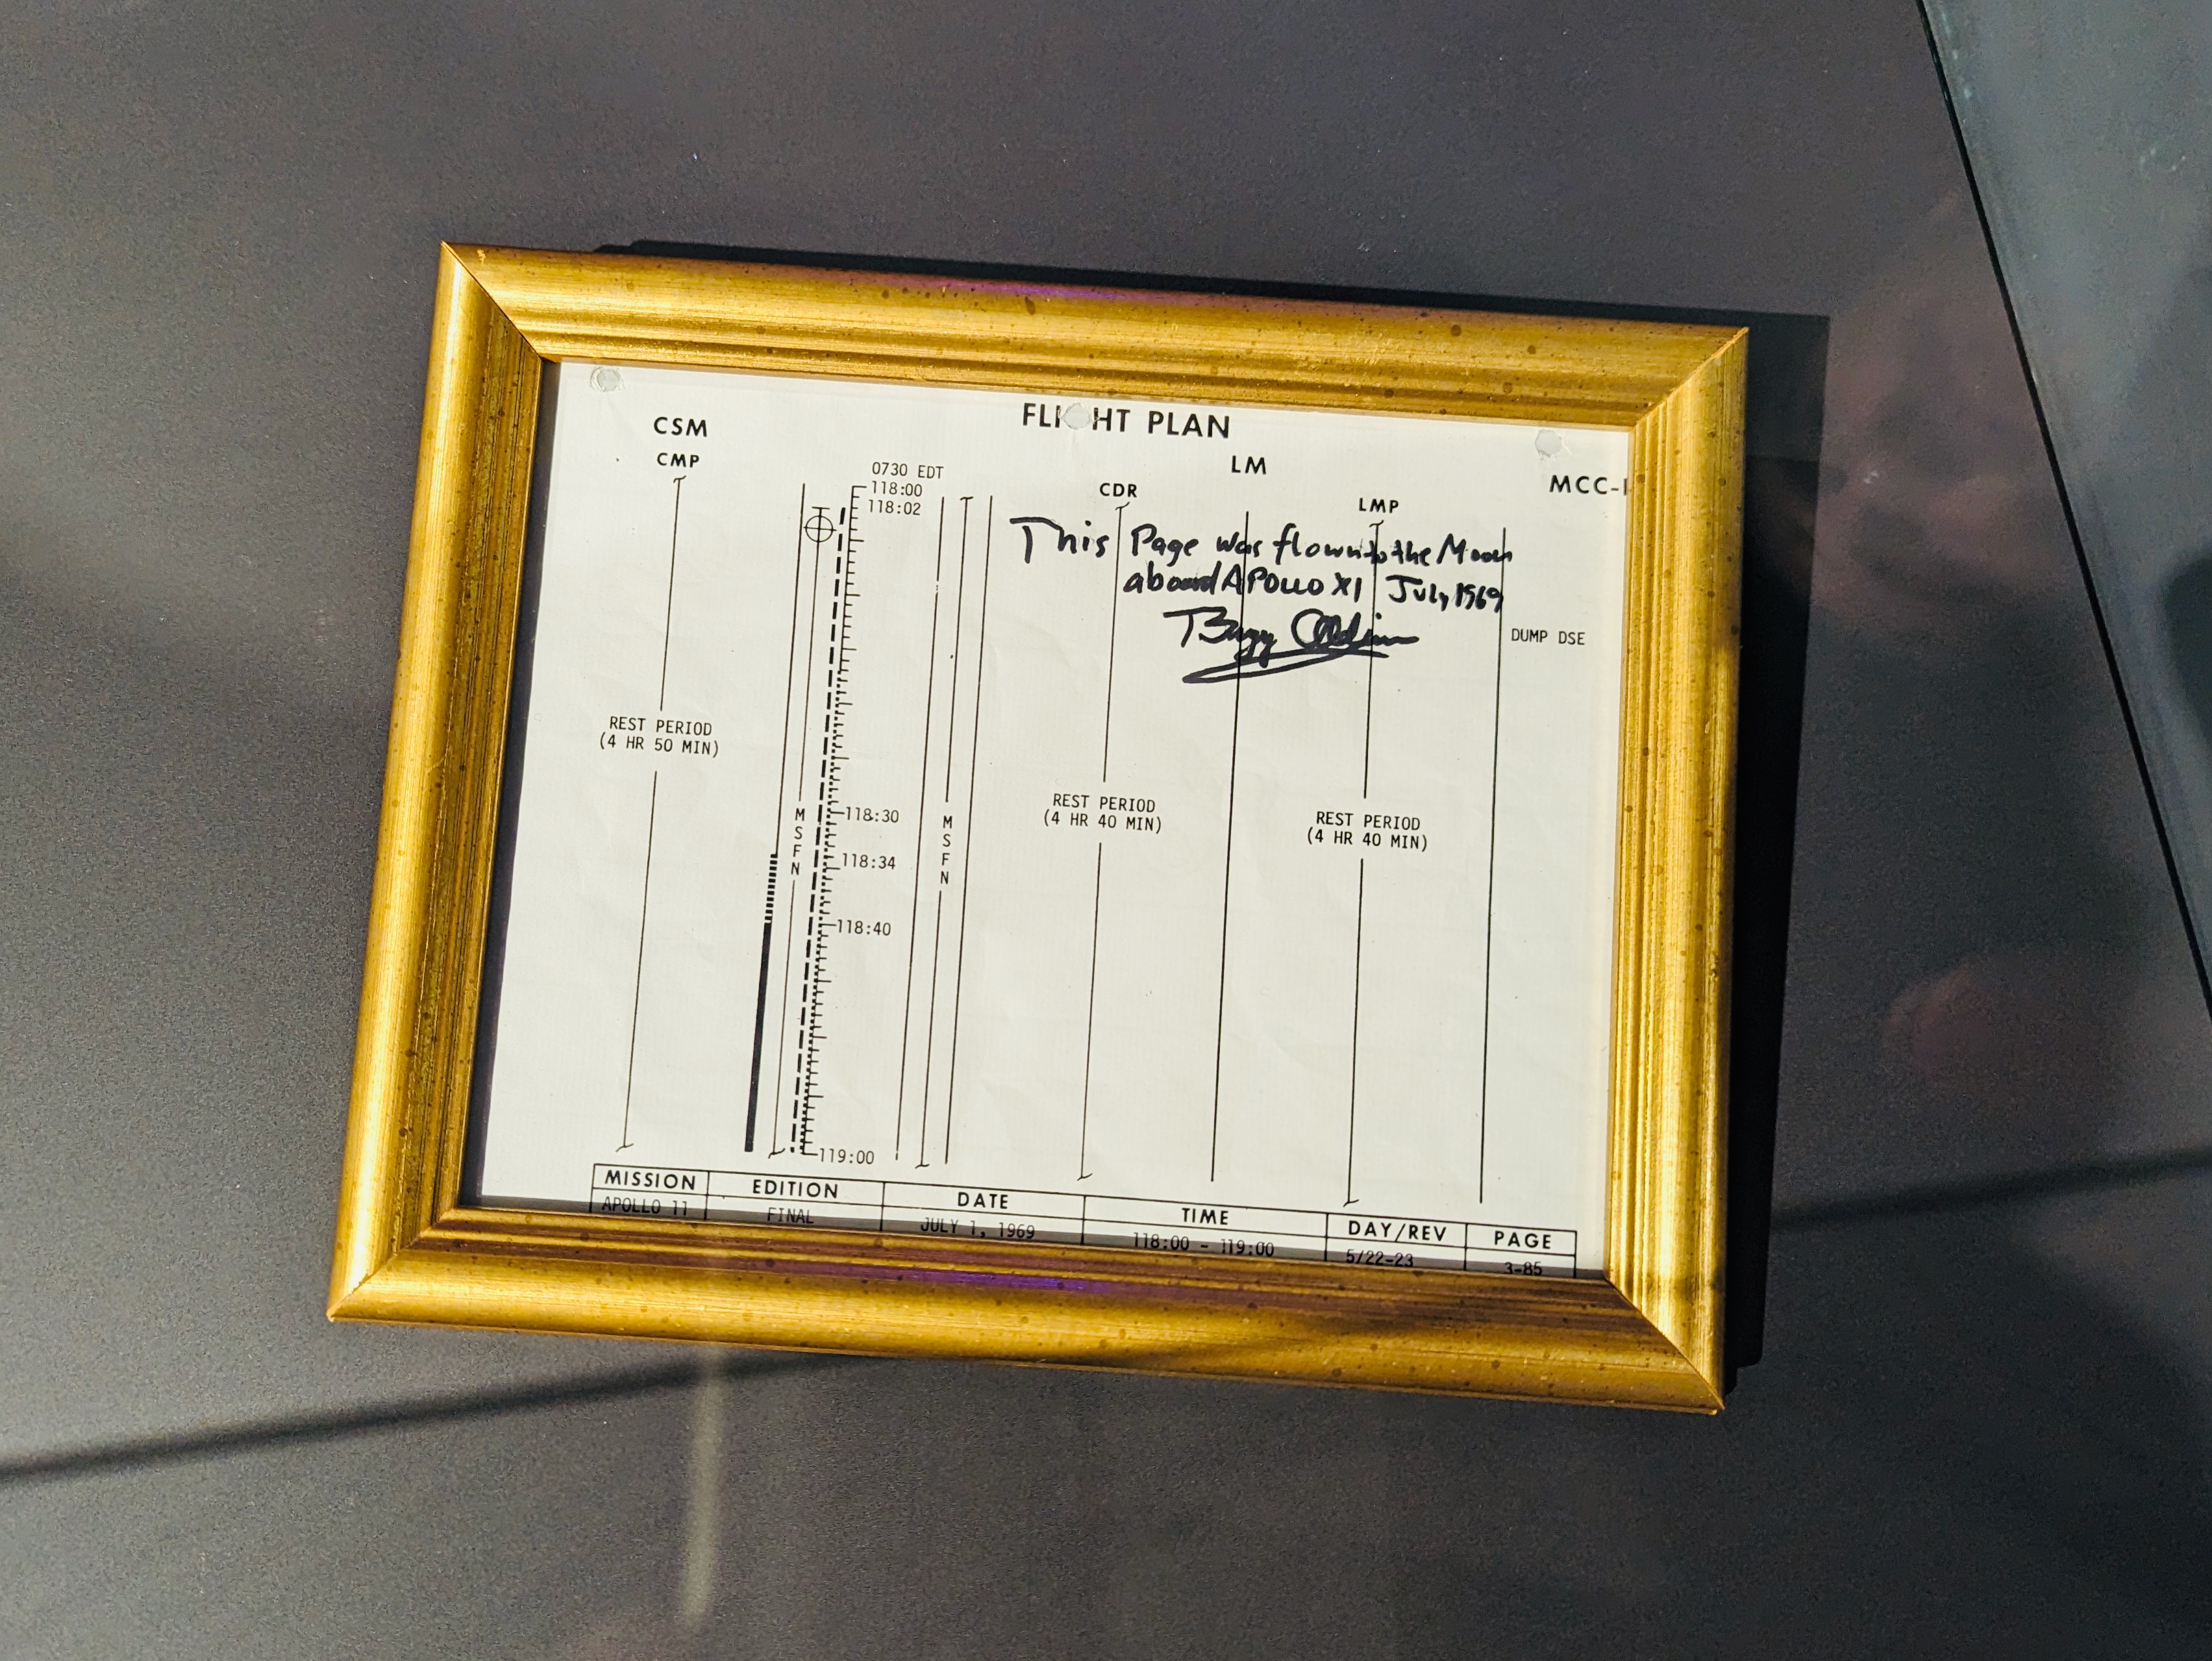 FLI HT PLAN
CSM
LM
MCC-
CMP
CDR
LMP
0730 EDT
118:00
118:02
This Page was flown to the Moon
aboard APOLLO XI July 1969
Buzz Aldrin
DUMP DSE
REST PERIOD
(4 HR 50 MIN)
MSFN
118:30
118:34
118:40
MSFN
REST PERIOD
(4 HR 40 MIN)
REST PERIOD
(4 HR 40 MIN)
119:00
MISSION EDITION DATE TIME DAY/REV PAGE
APOLLO 11 FINAL JULY 1, 1969 118:00 - 119:00 5/22-23 3-85